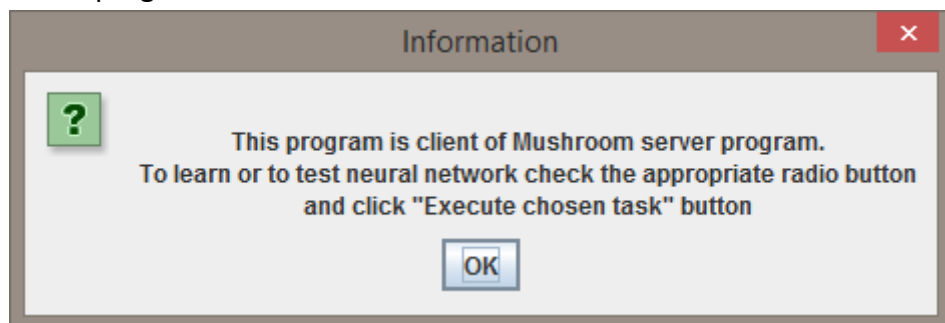 Information
This program is client of Mushroom server program.
To learn or to test neural network check the appropriate radio button
and click "Execute chosen task" button
OK